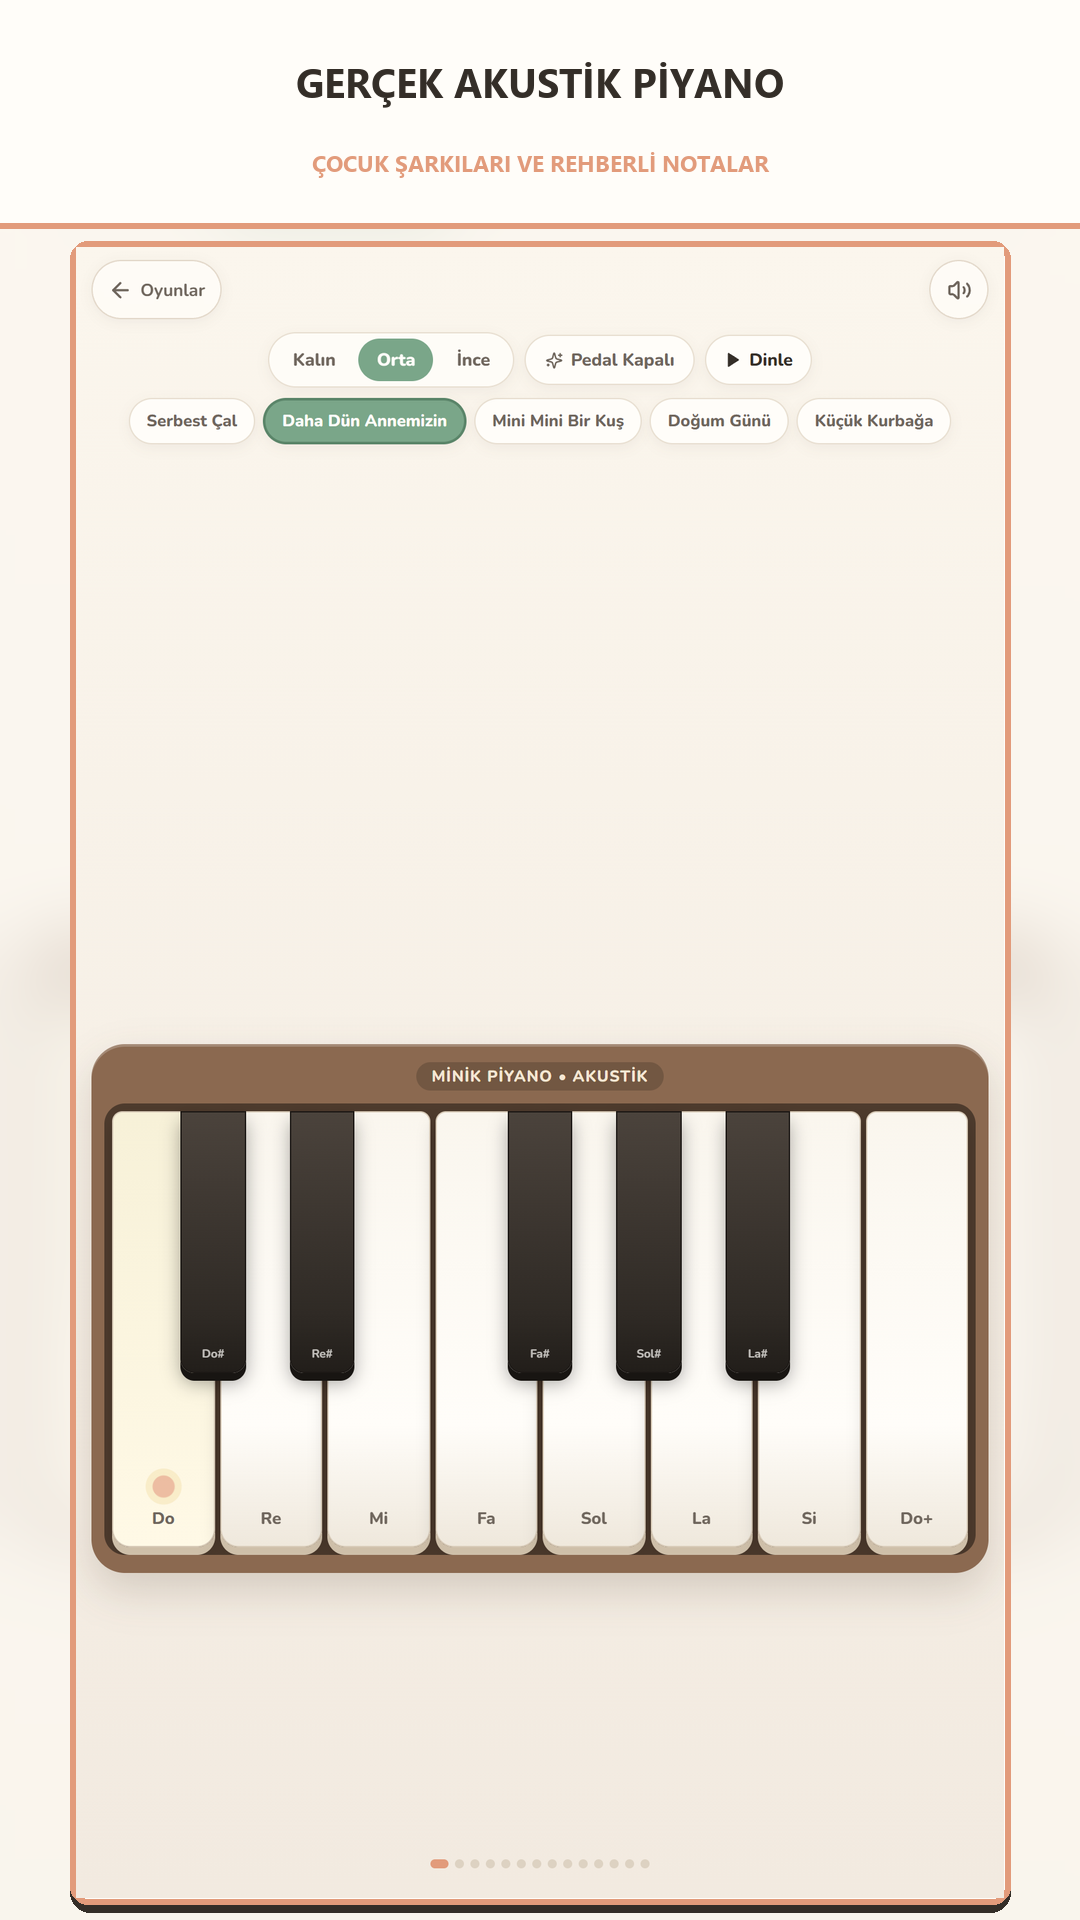 GERÇEK AKUSTİK PİYANO
ÇOCUK ŞARKILARI VE REHBERLİ NOTALAR
Oyunlar
Kalın Orta İnce Pedal Kapalı Dinle
Serbest Çal Daha Dün Annemizin Mini Mini Bir Kuş Doğum Günü Küçük Kurbağa
MİNİK PİYANO • AKUSTİK
Do# Re# Fa# Sol# La#
Do Re Mi Fa Sol La Si Do+